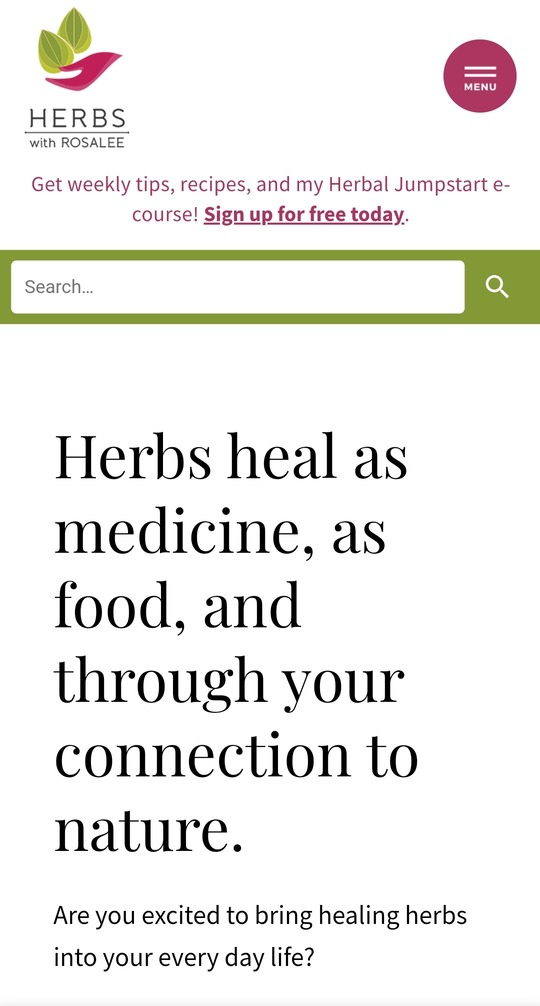 HERBS
with ROSALEE
MENU
Get weekly tips, recipes, and my Herbal Jumpstart e-
course! Sign up for free today.
Search...
Herbs heal as
medicine, as
food, and
through your
connection to
nature.
Are you excited to bring healing herbs
into your every day life?